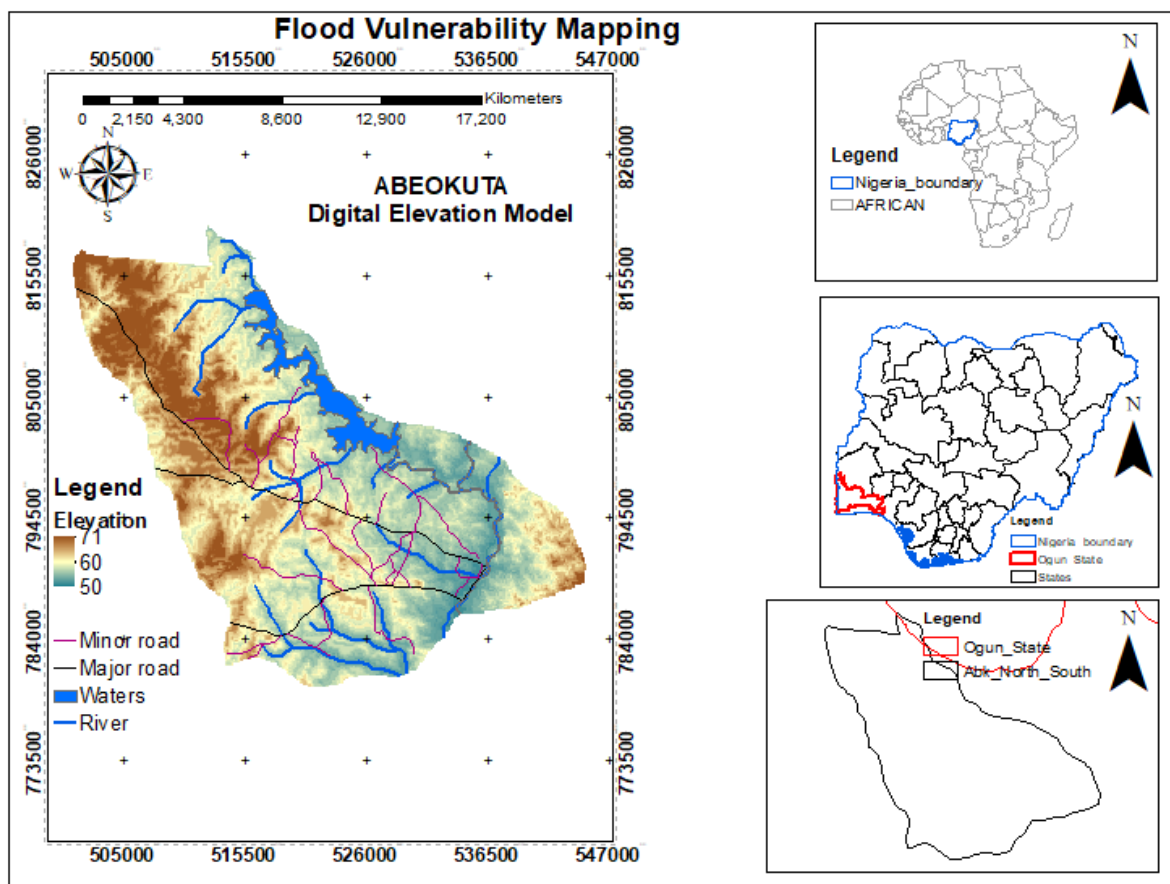 Flood Vulnerability Mapping
505000 515500 526000 536500 547000
Kilometers
0 2,150 4,300 8,600 12,900 17,200
N
W E
S
ABEOKUTA
Digital Elevation Model
826000 826000
815500 815500
805000 805000
794500 794500
784000 784000
773500 773500
Legend
Elevation
71
60
50
Minor road
Major road
Waters
River
505000 515500 526000 536500 547000
N
Legend
Nigeria_boundary
AFRICAN
N
Legend
Nigeria boundary
Ogun State
States
N
Legend
Ogun_State
Abk_North_South